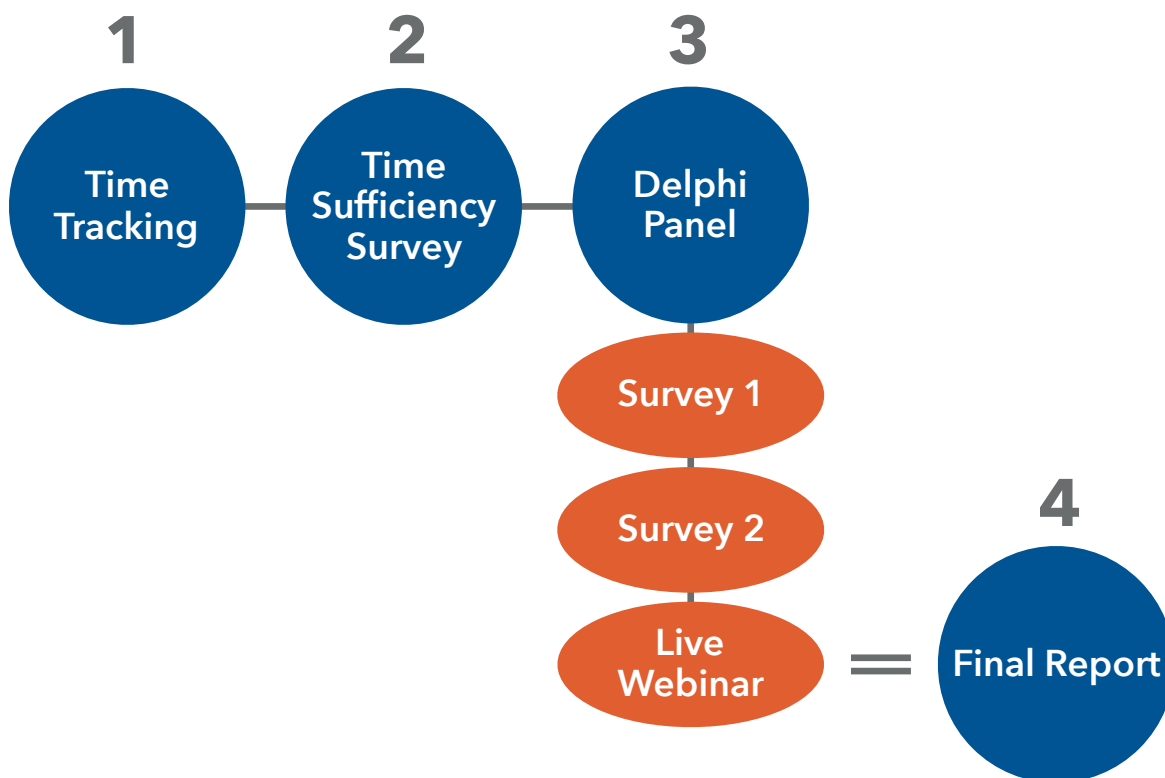 1
Time
Tracking
2
Time
Sufficiency
Survey
3
Delphi
Panel
Survey 1
Survey 2
Live
Webinar
4
Final Report